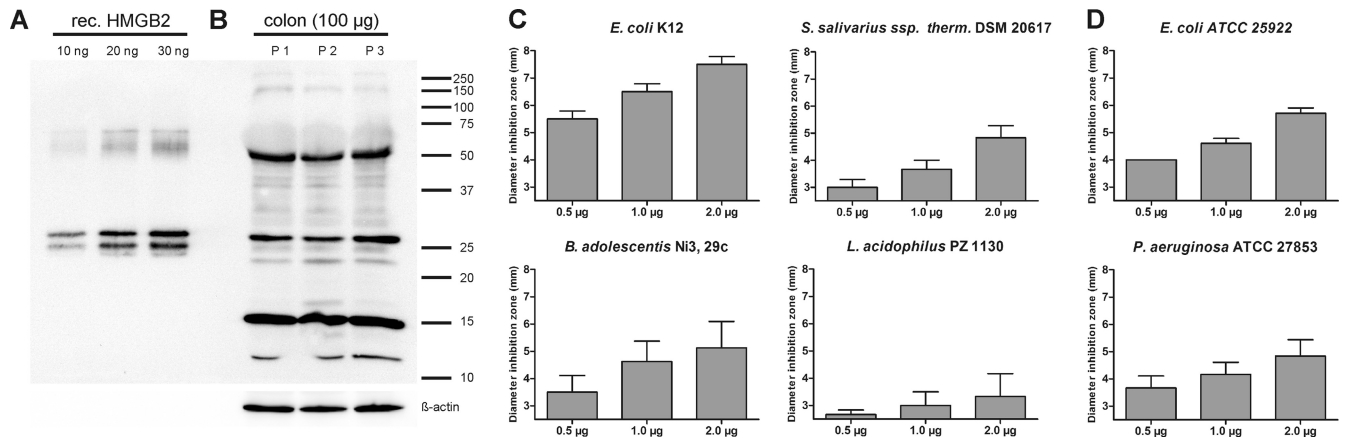 A
rec. HMGB2
10 ng 20 ng 30 ng
B
colon (100 µg)
P 1 P 2 P 3
250
150
100
75
50
37
25
20
15
10
ß-actin
C
E. coli K12
Diameter inhibition zone (mm)
8
7
6
5
4
3
0.5 µg 1.0 µg 2.0 µg
S. salivarius ssp. therm. DSM 20617
Diameter inhibition zone (mm)
8
7
6
5
4
3
0.5 µg 1.0 µg 2.0 µg
B. adolescentis Ni3, 29c
Diameter inhibition zone (mm)
8
7
6
5
4
3
0.5 µg 1.0 µg 2.0 µg
L. acidophilus PZ 1130
Diameter inhibition zone (mm)
8
7
6
5
4
3
0.5 µg 1.0 µg 2.0 µg
D
E. coli ATCC 25922
Diameter inhibition zone (mm)
8
7
6
5
4
3
0.5 µg 1.0 µg 2.0 µg
P. aeruginosa ATCC 27853
Diameter inhibition zone (mm)
8
7
6
5
4
3
0.5 µg 1.0 µg 2.0 µg